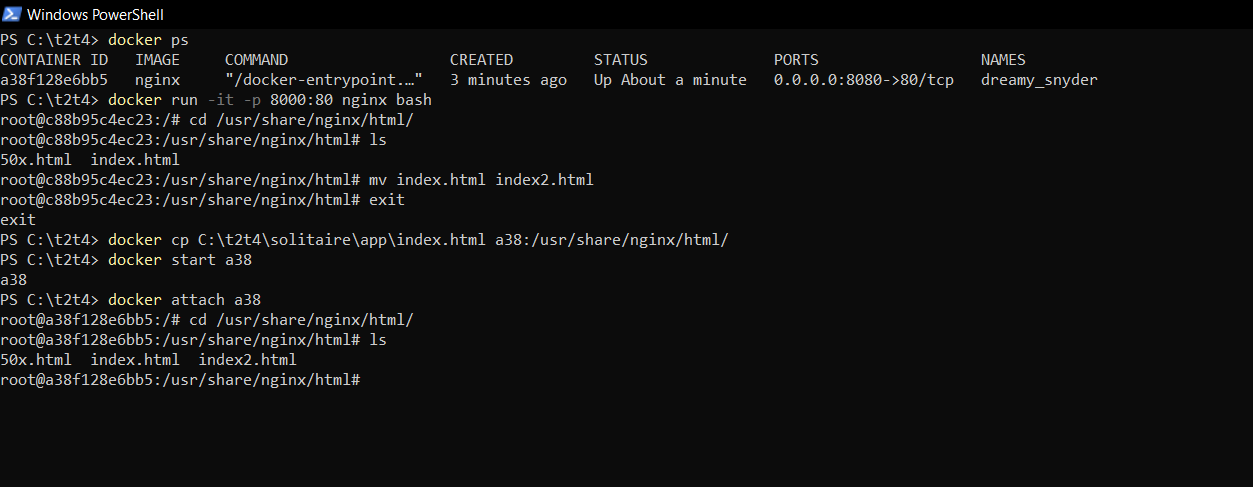 Windows PowerShell
PS C:\t2t4> docker ps
CONTAINER ID   IMAGE     COMMAND                  CREATED         STATUS              PORTS                  NAMES
a38f128e6bb5   nginx     "/docker-entrypoint.…"   3 minutes ago   Up About a minute   0.0.0.0:8080->80/tcp   dreamy_snyder
PS C:\t2t4> docker run -it -p 8000:80 nginx bash
root@c88b95c4ec23:/# cd /usr/share/nginx/html/
root@c88b95c4ec23:/usr/share/nginx/html# ls
50x.html  index.html
root@c88b95c4ec23:/usr/share/nginx/html# mv index.html index2.html
root@c88b95c4ec23:/usr/share/nginx/html# exit
exit
PS C:\t2t4> docker cp C:\t2t4\solitaire\app\index.html a38:/usr/share/nginx/html/
PS C:\t2t4> docker start a38
a38
PS C:\t2t4> docker attach a38
root@a38f128e6bb5:/# cd /usr/share/nginx/html/
root@a38f128e6bb5:/usr/share/nginx/html# ls
50x.html  index.html  index2.html
root@a38f128e6bb5:/usr/share/nginx/html#